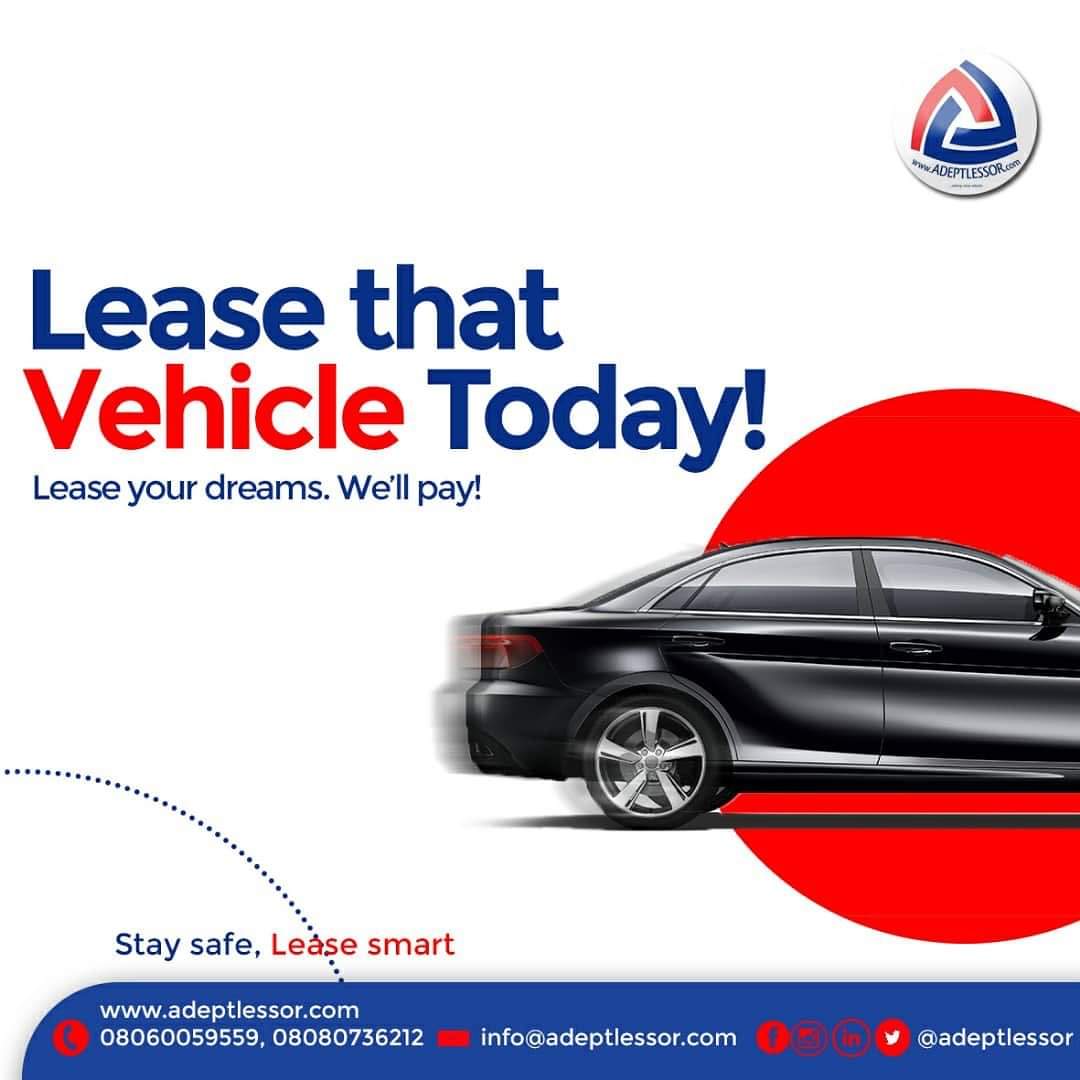 www.ADEPTLESSOR.com
Lease that
Vehicle Today!
Lease your dreams. We'll pay!
Stay safe, Lease smart
www.adeptlessor.com
08060059559, 08080736212 info@adeptlessor.com @adeptlessor